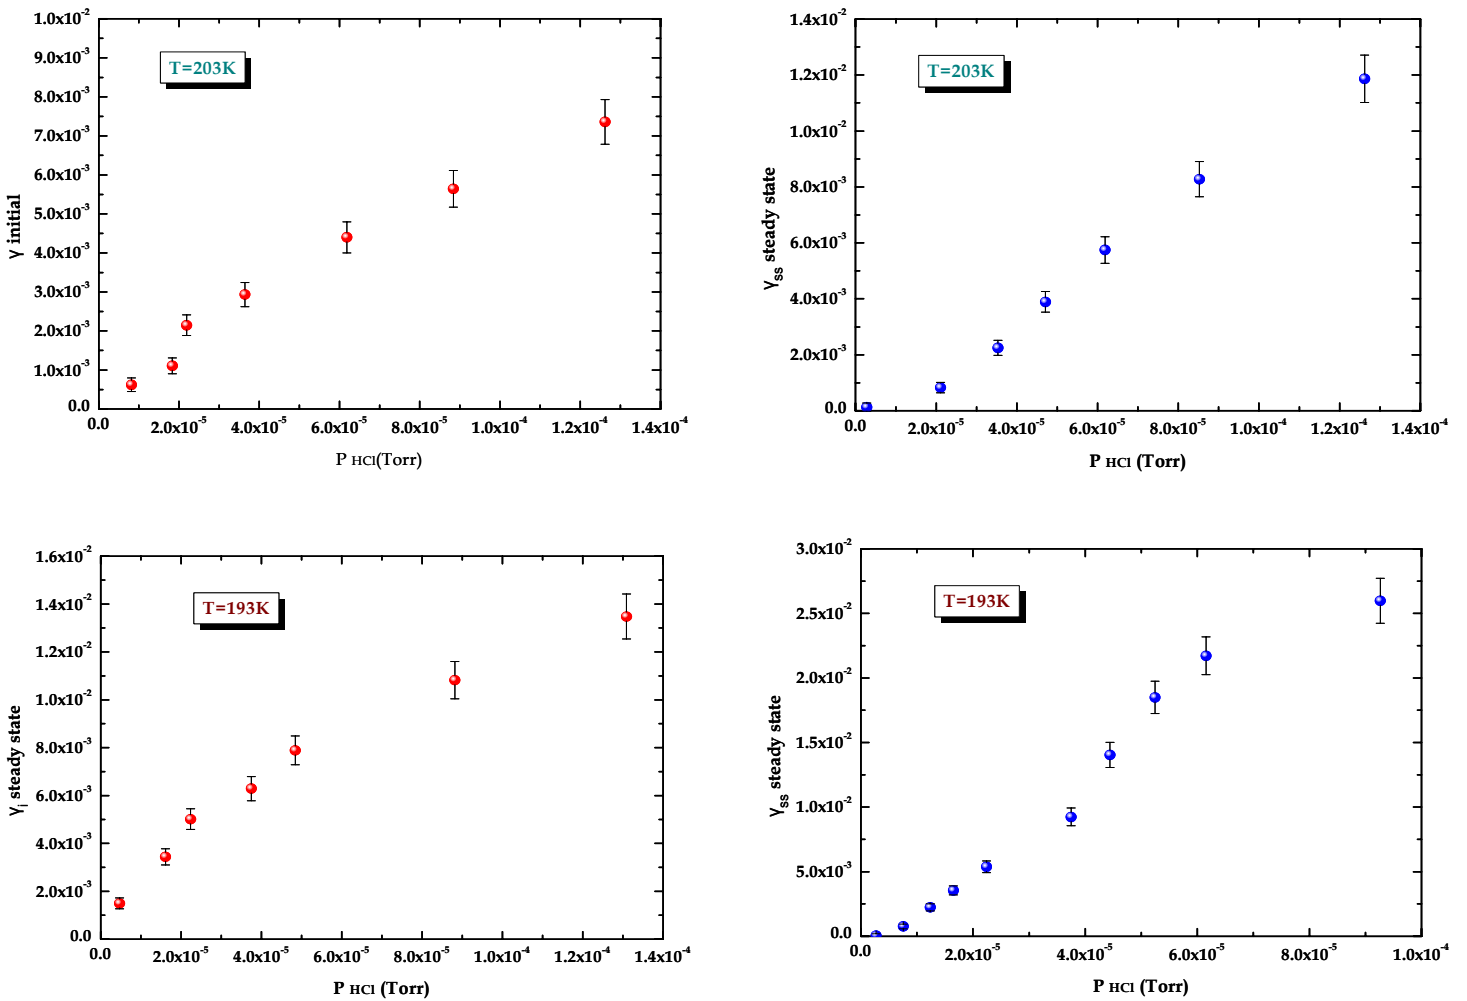 1.0x10⁻²
9.0x10⁻³
8.0x10⁻³
7.0x10⁻³
6.0x10⁻³
5.0x10⁻³
4.0x10⁻³
3.0x10⁻³
2.0x10⁻³
1.0x10⁻³
0.0
γ initial
T=203K
0.0 2.0x10⁻⁵ 4.0x10⁻⁵ 6.0x10⁻⁵ 8.0x10⁻⁵ 1.0x10⁻⁴ 1.2x10⁻⁴ 1.4x10⁻⁴
P HCl(Torr)
1.4x10⁻²
1.2x10⁻²
1.0x10⁻²
8.0x10⁻³
6.0x10⁻³
4.0x10⁻³
2.0x10⁻³
0.0
γss steady state
T=203K
0.0 2.0x10⁻⁵ 4.0x10⁻⁵ 6.0x10⁻⁵ 8.0x10⁻⁵ 1.0x10⁻⁴ 1.2x10⁻⁴ 1.4x10⁻⁴
P HCl (Torr)
1.6x10⁻²
1.4x10⁻²
1.2x10⁻²
1.0x10⁻²
8.0x10⁻³
6.0x10⁻³
4.0x10⁻³
2.0x10⁻³
0.0
γi steady state
T=193K
0.0 2.0x10⁻⁵ 4.0x10⁻⁵ 6.0x10⁻⁵ 8.0x10⁻⁵ 1.0x10⁻⁴ 1.2x10⁻⁴ 1.4x10⁻⁴
P HCl (Torr)
3.0x10⁻²
2.5x10⁻²
2.0x10⁻²
1.5x10⁻²
1.0x10⁻²
5.0x10⁻³
0.0
γss steady state
T=193K
0.0 2.0x10⁻⁵ 4.0x10⁻⁵ 6.0x10⁻⁵ 8.0x10⁻⁵ 1.0x10⁻⁴
P HCl (Torr)